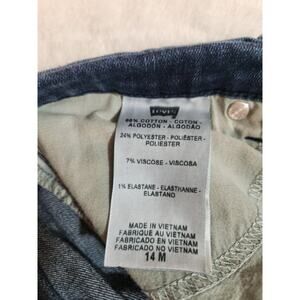 LEVI'S
68% COTTON - COTON -
ALGODON - ALGODÃO
24% POLYESTER - POLIÉSTER -
POLIESTER
7% VISCOSE - VISCOSA
1% ELASTANE - ELASTHANNE -
ELASTANO
MADE IN VIETNAM
FABRIQUE AU VIETNAM
FABRICADO EN VIETNAM
FABRICADO NO VIETNAM
14 M